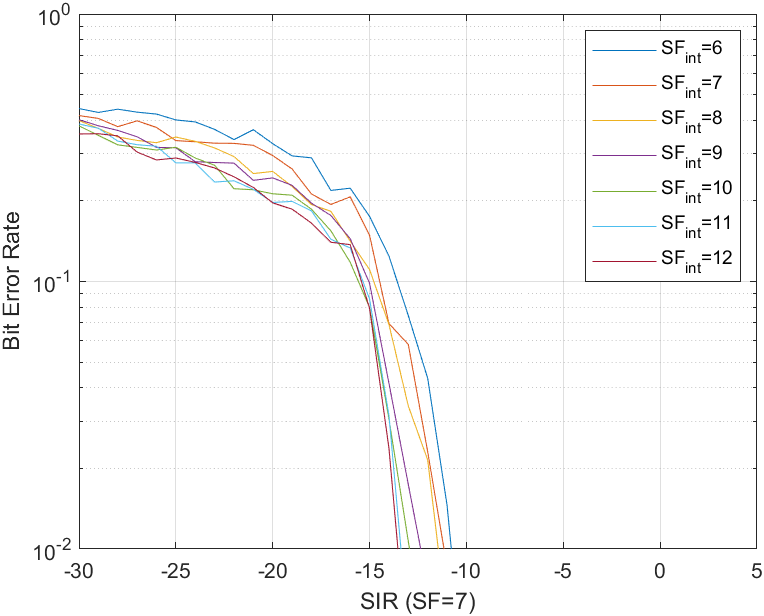 10^0
10^-1
10^-2
Bit Error Rate
SF_int=6
SF_int=7
SF_int=8
SF_int=9
SF_int=10
SF_int=11
SF_int=12
-30 -25 -20 -15 -10 -5 0 5
SIR (SF=7)